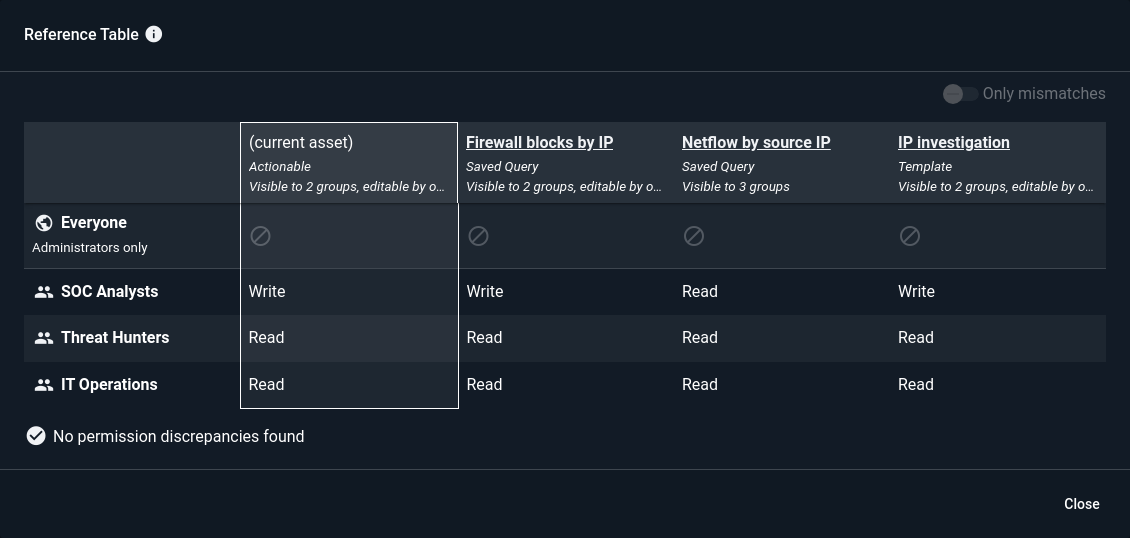 Reference Table
Only mismatches
(current asset) Firewall blocks by IP Netflow by source IP IP investigation
Actionable Saved Query Saved Query Template
Visible to 2 groups, editable by o... Visible to 2 groups, editable by o... Visible to 3 groups Visible to 2 groups, editable by o...
Everyone
Administrators only
SOC Analysts Write Write Read Write
Threat Hunters Read Read Read Read
IT Operations Read Read Read Read
No permission discrepancies found
Close